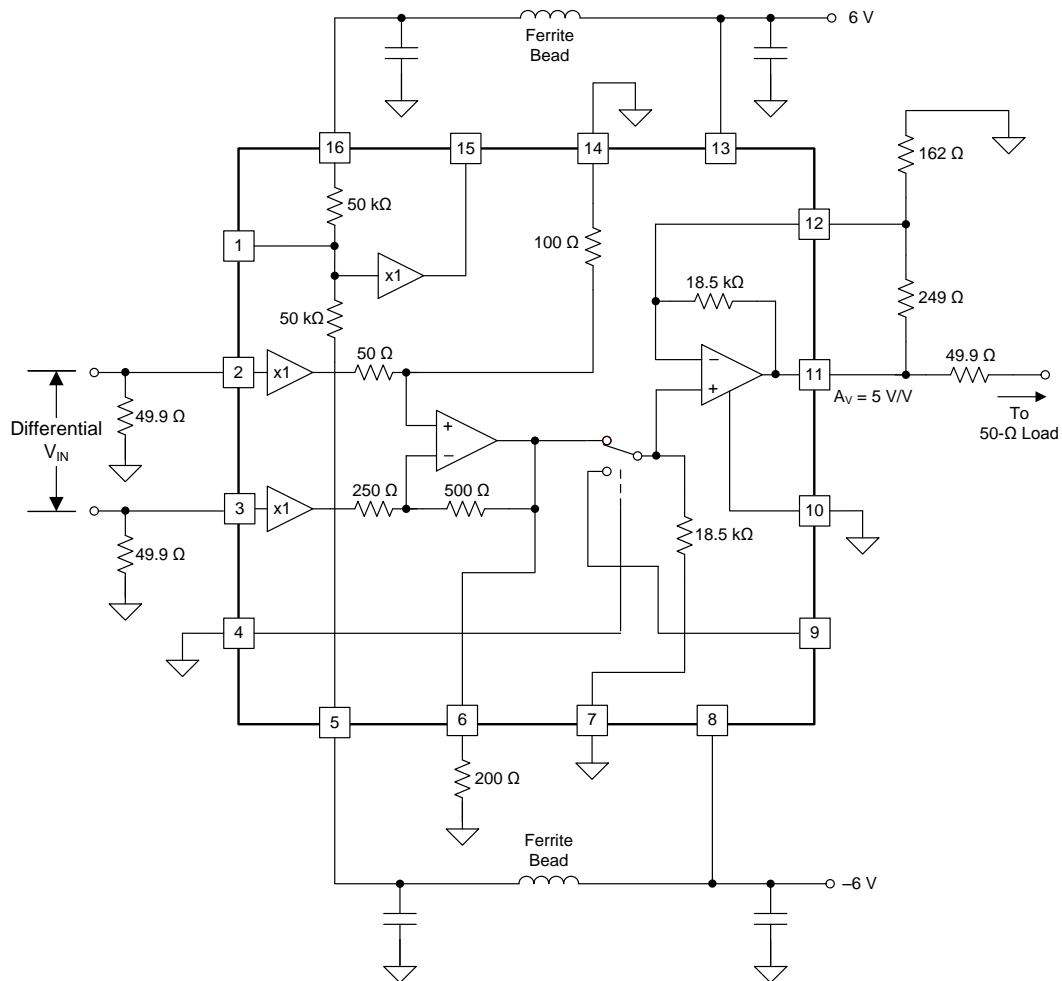 6 V
Ferrite
Bead
16
15
14
13
162 Ω
50 kΩ
12
1
100 Ω
x1
18.5 kΩ
249 Ω
50 kΩ
2
x1
50 Ω
−
+
11
49.9 Ω
A_V = 5 V/V
To
50-Ω Load
49.9 Ω
Differential
V_IN
+
−
3
x1
250 Ω
500 Ω
10
18.5 kΩ
49.9 Ω
4
9
5
6
7
8
200 Ω
Ferrite
Bead
–6 V